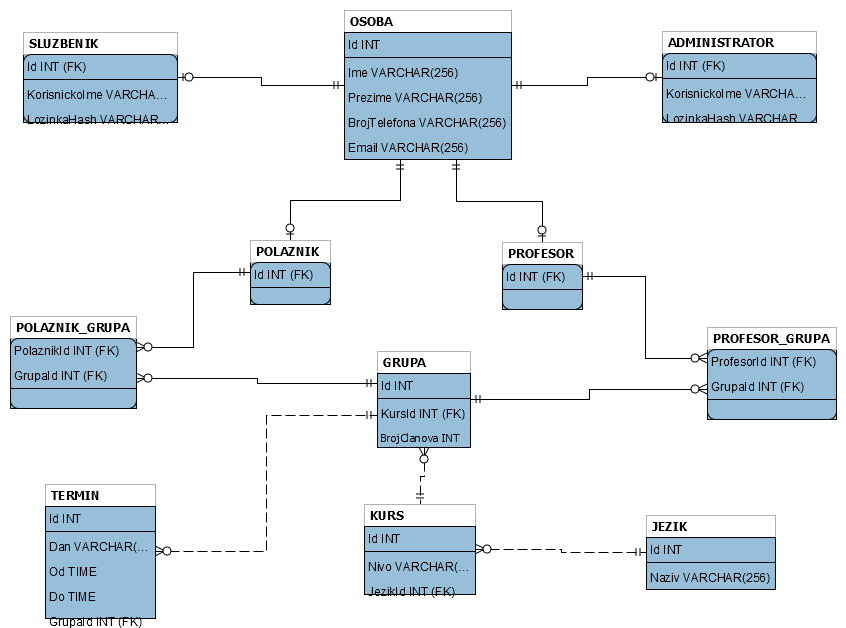 OSOBA
Id INT
Ime VARCHAR(256)
Prezime VARCHAR(256)
BrojTelefona VARCHAR(256)
Email VARCHAR(256)
SLUZBENIK
Id INT (FK)
KorisnickoIme VARCHA...
LozinkaHash VARCHAR...
ADMINISTRATOR
Id INT (FK)
KorisnickoIme VARCHA...
LozinkaHash VARCHAR...
POLAZNIK
Id INT (FK)
PROFESOR
Id INT (FK)
POLAZNIK_GRUPA
PolaznikId INT (FK)
GrupaId INT (FK)
GRUPA
Id INT
KursId INT (FK)
BrojClanova INT
PROFESOR_GRUPA
ProfesorId INT (FK)
GrupaId INT (FK)
TERMIN
Id INT
Dan VARCHAR(...
Od TIME
Do TIME
GrupaId INT (FK)
KURS
Id INT
Nivo VARCHAR(...
JezikId INT (FK)
JEZIK
Id INT
Naziv VARCHAR(256)